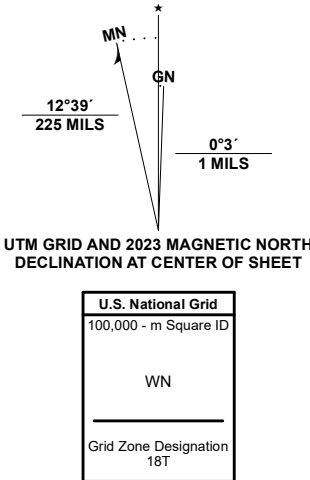 ★
MN
GN
12°39´
225 MILS
0°3´
1 MILS
UTM GRID AND 2023 MAGNETIC NORTH
DECLINATION AT CENTER OF SHEET
U.S. National Grid
100,000 - m Square ID
WN
Grid Zone Designation
18T